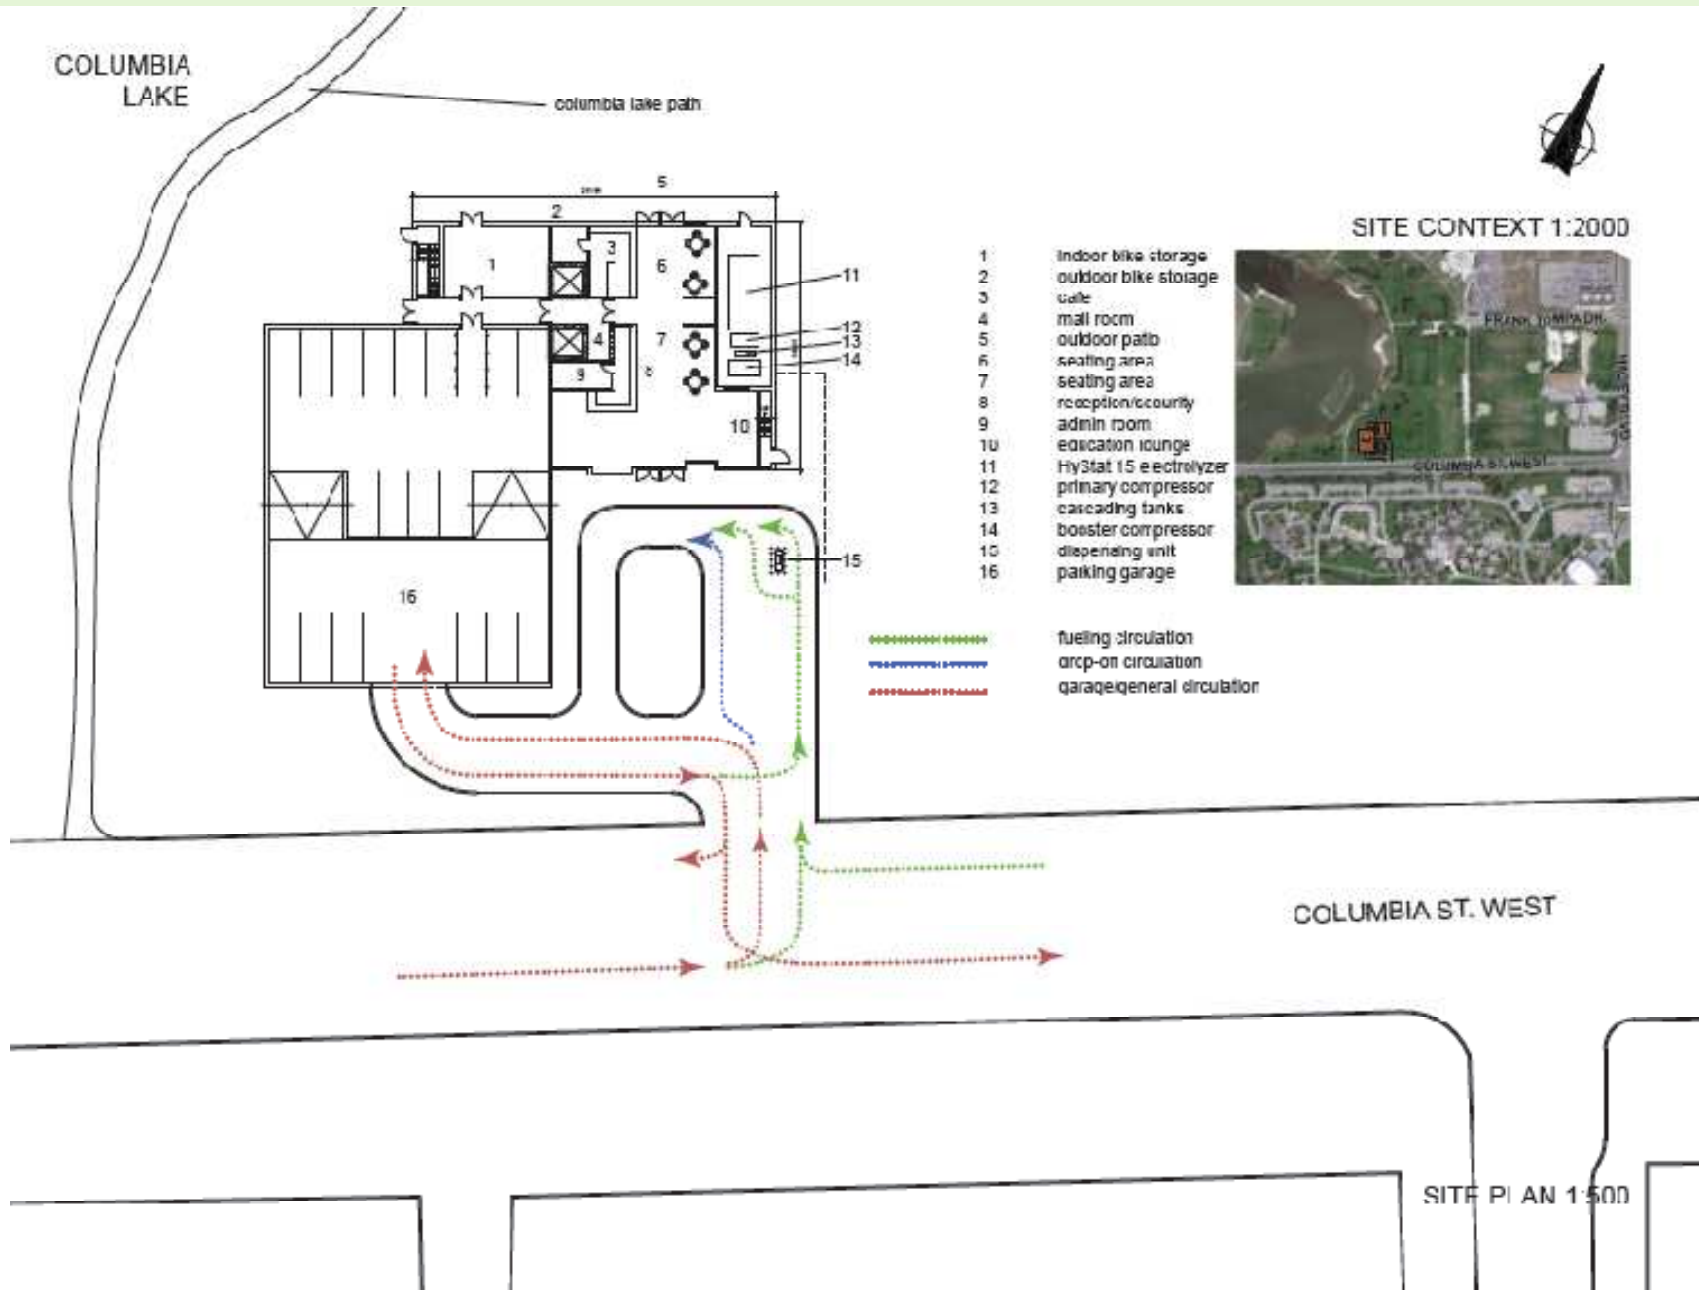 COLUMBIA
LAKE
columbia lake path
5
2
3
1
6
11
12
13
14
4
7
9
10
15
16
SITE CONTEXT 1:2000
1 indoor bike storage
2 outdoor bike storage
3 cafe
4 mail room
5 outdoor patio
6 seating area
7 seating area
8 reception/security
9 admin room
10 education lounge
11 HyStat 15 electrolyzer
12 primary compressor
13 cascading tanks
14 booster compressor
15 dispensing unit
16 parking garage
COLUMBIA ST. WEST
fueling circulation
drop-off circulation
garage/general circulation
COLUMBIA ST. WEST
SITE PLAN 1:500